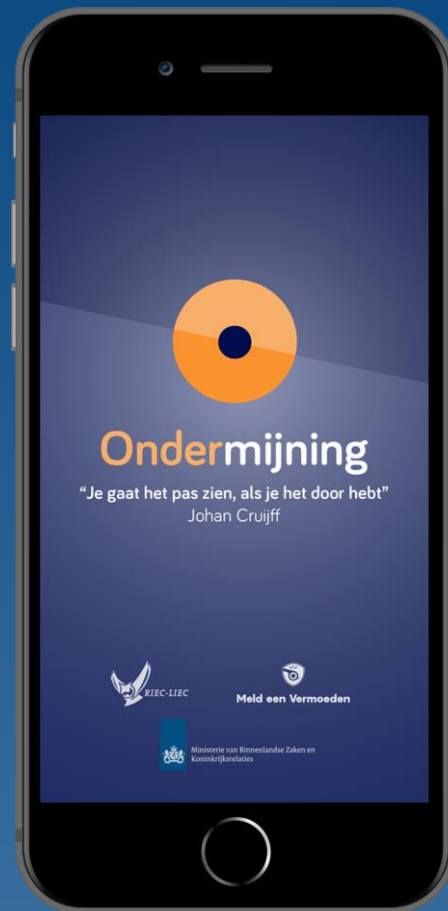 Ondermijning
“Je gaat het pas zien, als je het door hebt”
Johan Cruijff
RIEC-LIEC
Meld een Vermoeden
Ministerie van Binnenlandse Zaken en
Koninkrijksrelaties